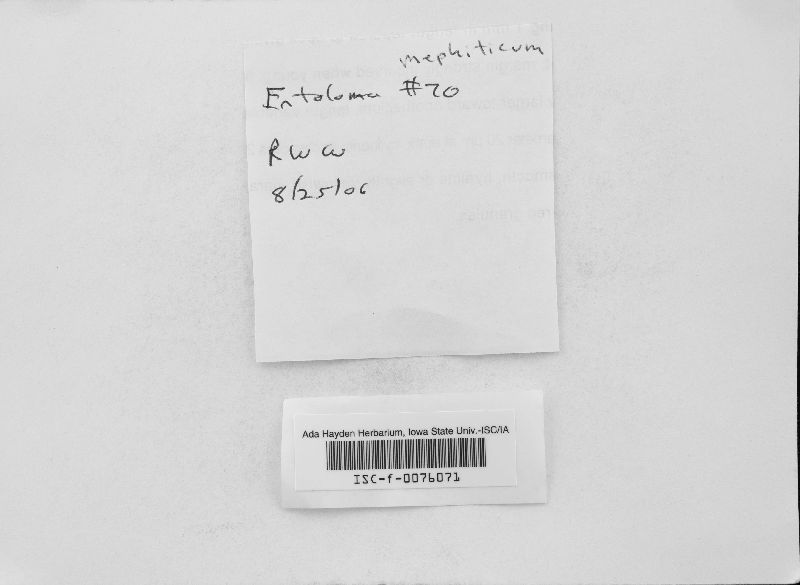 mephiticum
Entoloma #70
RWW
8/25/06
Ada Hayden Herbarium, Iowa State Univ.-ISC/IA
ISC-f-0076071